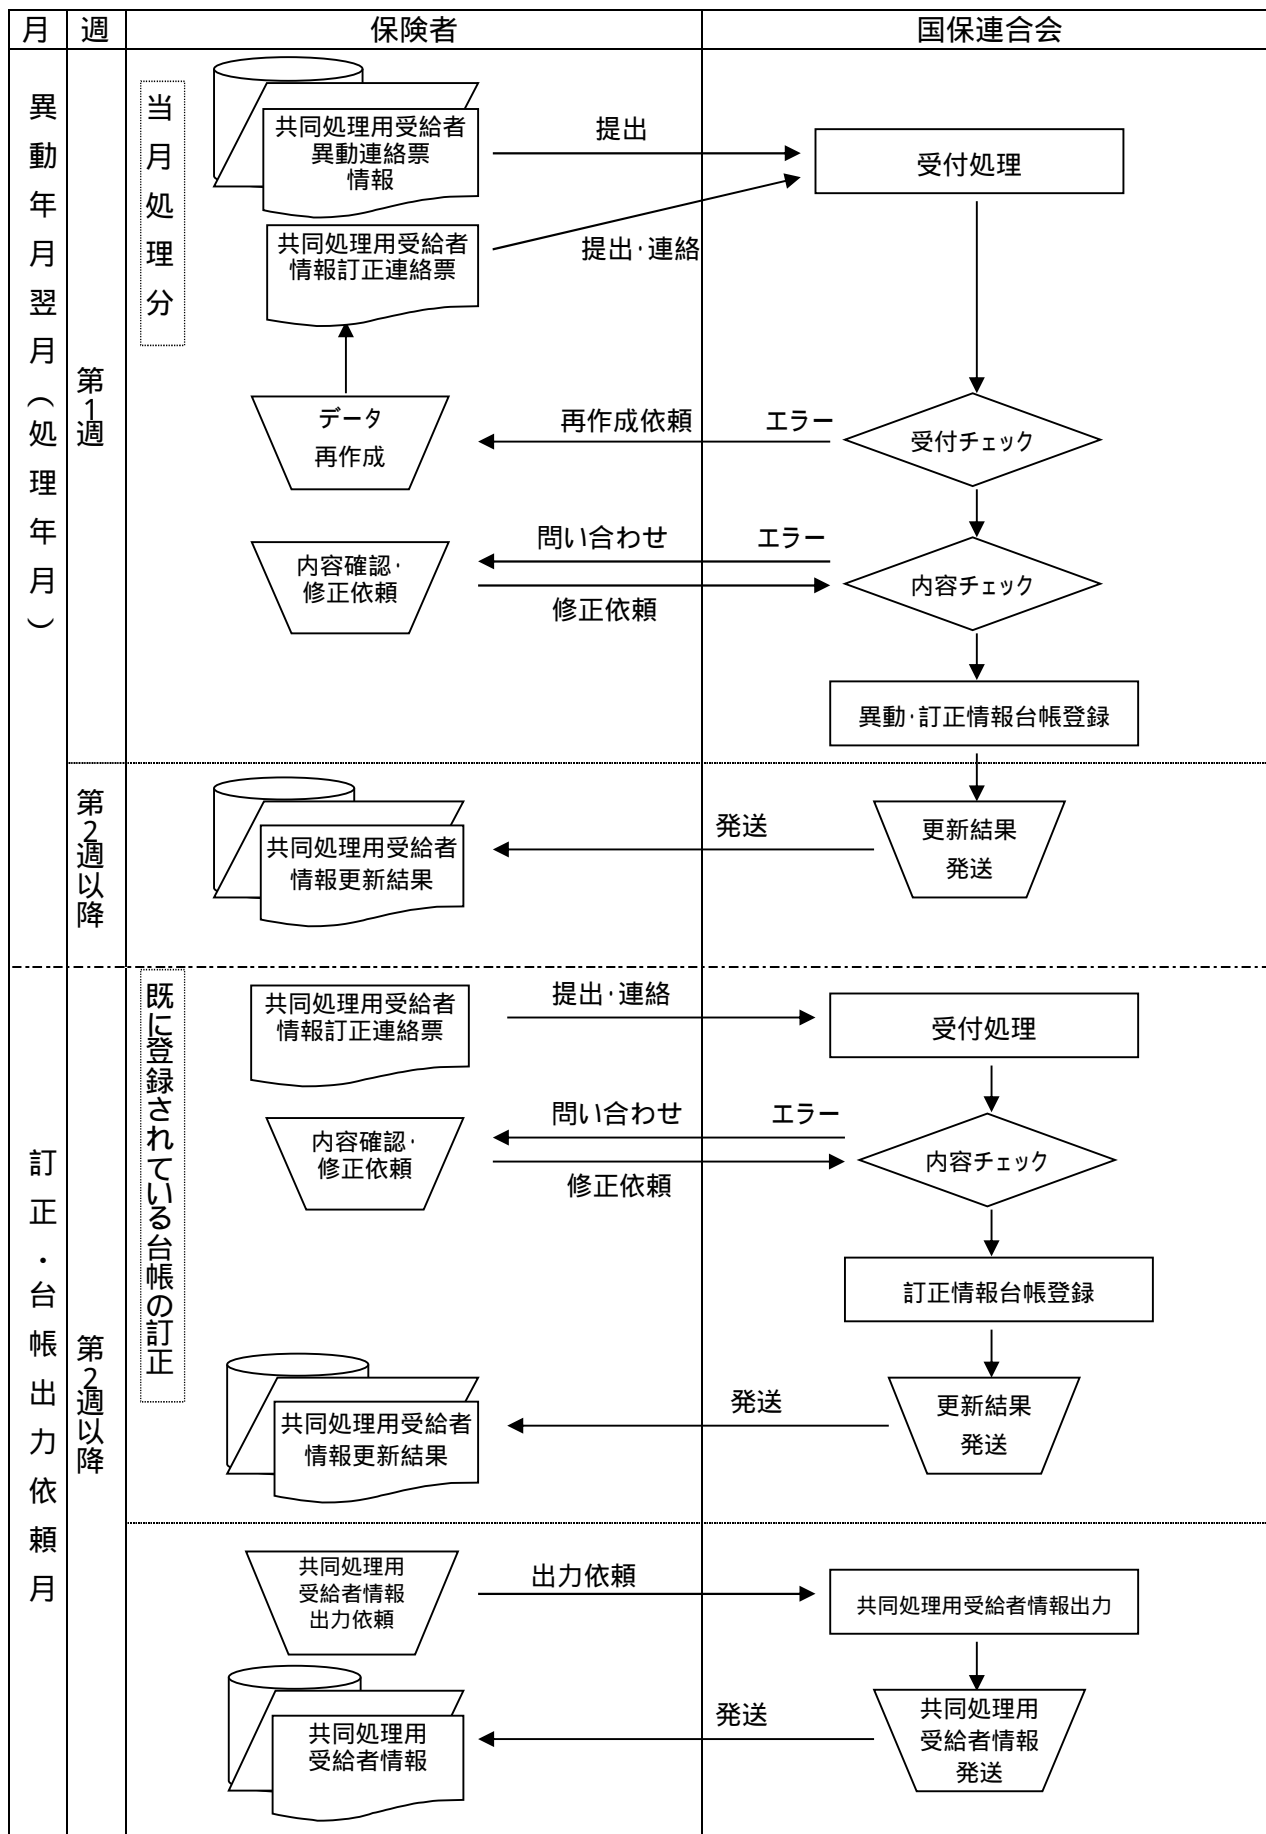 月
週
保険者
国保連合会
異動年月翌月（処理年月）
第1週
当月処理分
共同処理用受給者
異動連絡票
情報
提出
受付処理
共同処理用受給者
情報訂正連絡票
提出・連絡
データ
再作成
再作成依頼
エラー
受付チェック
内容確認・
修正依頼
問い合わせ
エラー
修正依頼
内容チェック
異動・訂正情報台帳登録
第2週以降
共同処理用受給者
情報更新結果
発送
更新結果
発送
訂正・台帳出力依頼月
第2週以降
既に登録されている台帳の訂正
共同処理用受給者
情報訂正連絡票
提出・連絡
受付処理
内容確認・
修正依頼
問い合わせ
エラー
修正依頼
内容チェック
訂正情報台帳登録
共同処理用受給者
情報更新結果
発送
更新結果
発送
共同処理用
受給者情報
出力依頼
出力依頼
共同処理用受給者情報出力
共同処理用
受給者情報
発送
共同処理用
受給者情報
発送